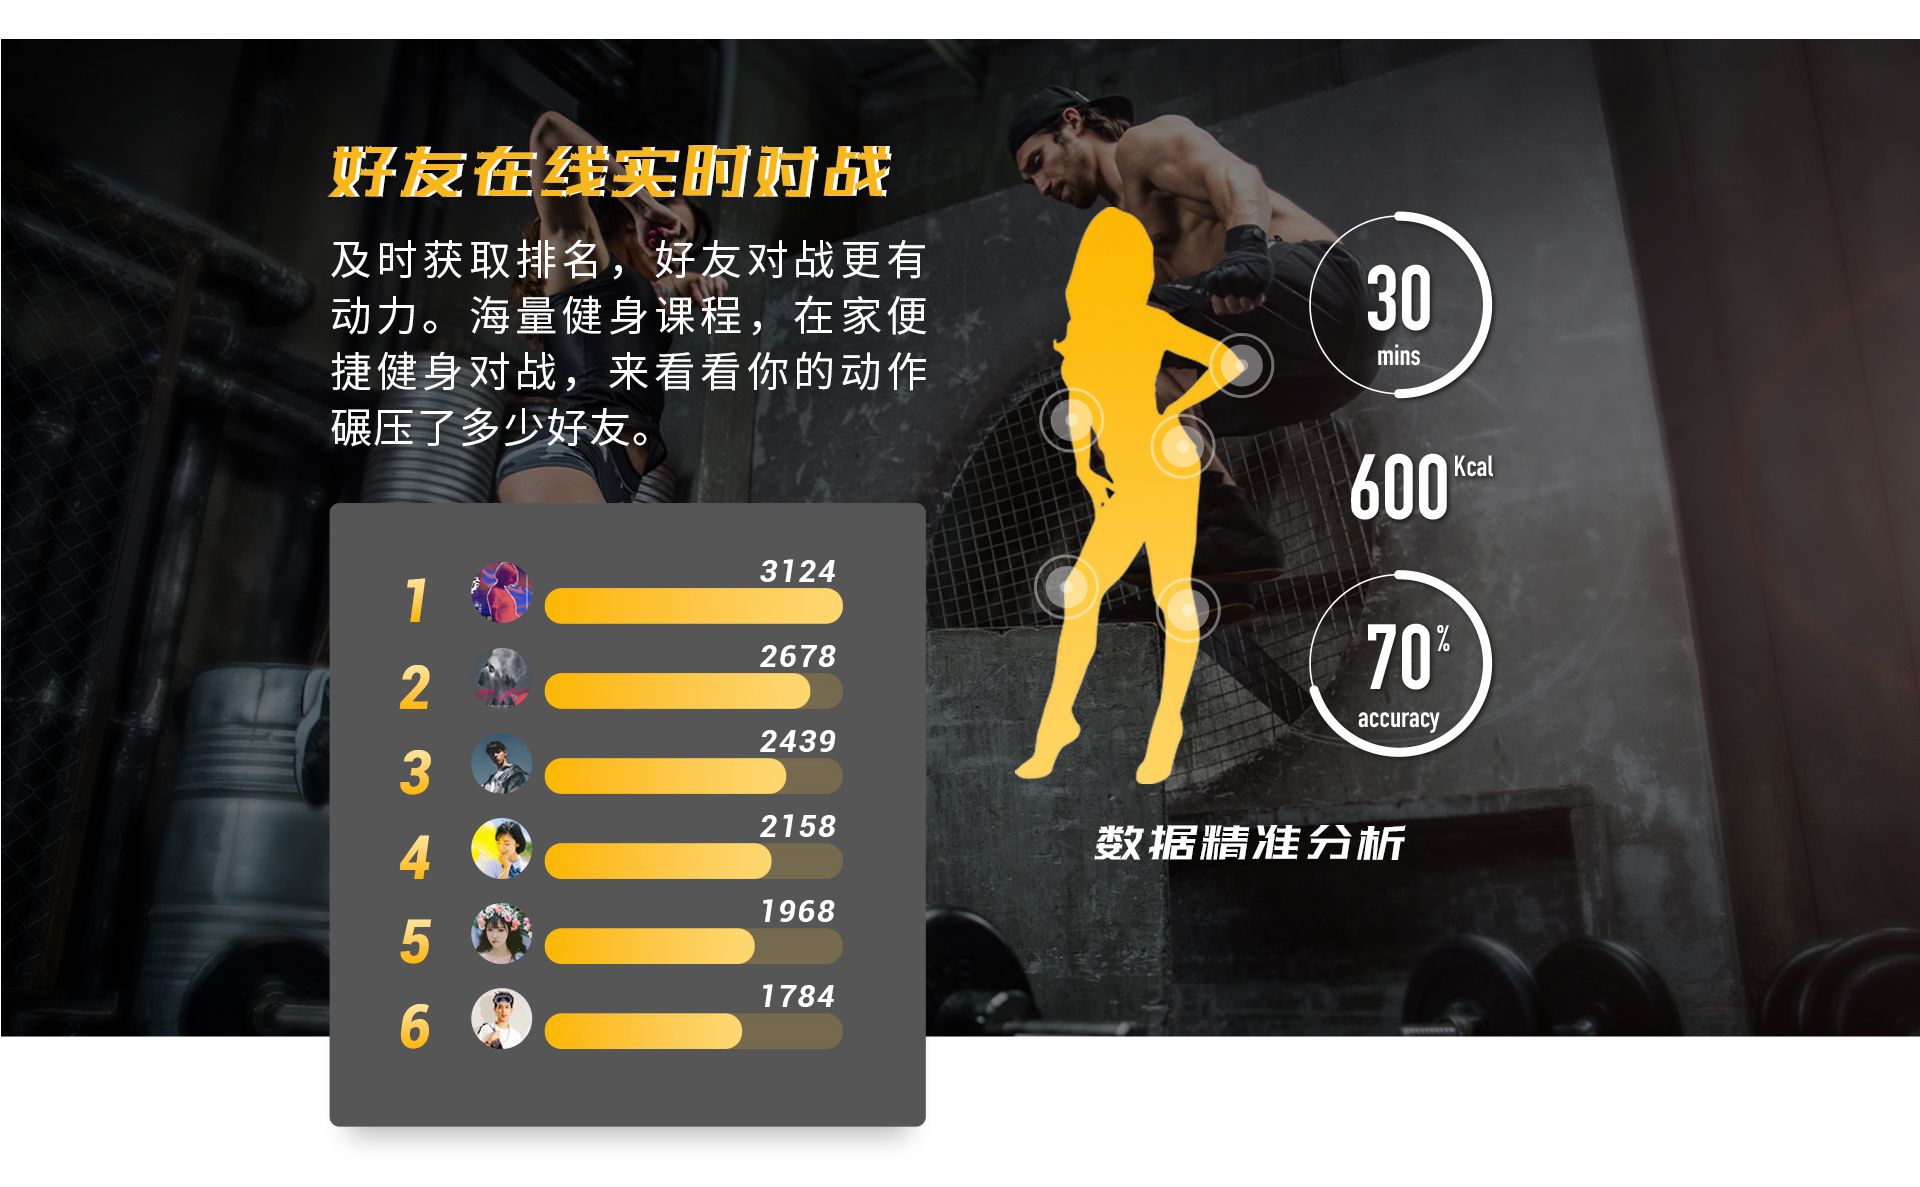 好友在线实时对战
及时获取排名，好友对战更有
动力。海量健身课程，在家便
捷健身对战，来看看你的动作
碾压了多少好友。
1 3124
2 2678
3 2439
4 2158
5 1968
6 1784
30
mins
600 Kcal
70 %
accuracy
数据精准分析